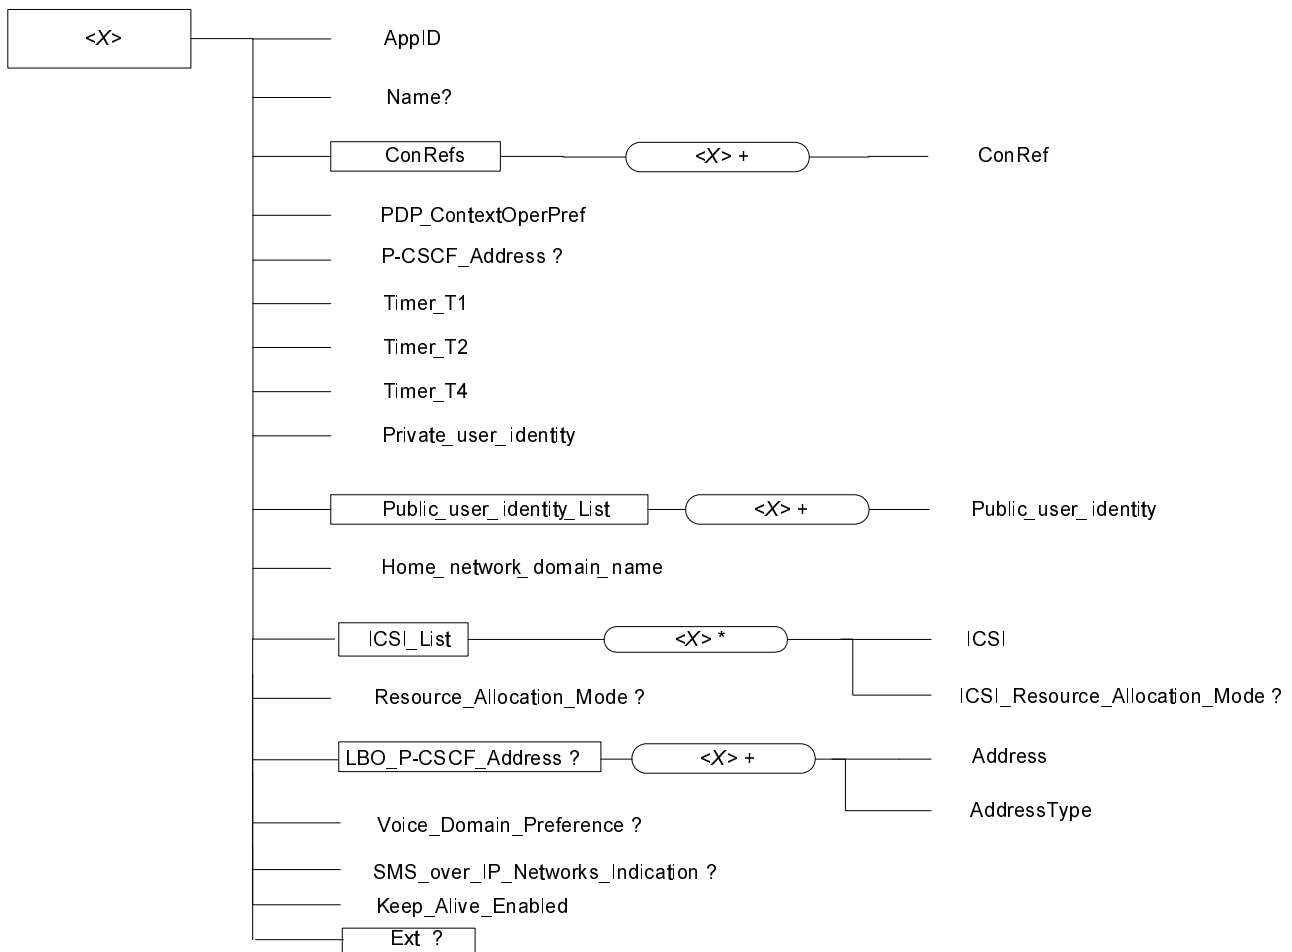 <X>
AppID
Name?
ConRefs
<X> +
ConRef
PDP_ContextOperPref
P-CSCF_Address ?
Timer_T1
Timer_T2
Timer_T4
Private_user_identity
Public_user_identity_List
<X> +
Public_user_identity
Home_network_domain_name
ICSI_List
<X> *
ICSI
Resource_Allocation_Mode ?
ICSI_Resource_Allocation_Mode ?
LBO_P-CSCF_Address ?
<X> +
Address
AddressType
Voice_Domain_Preference ?
SMS_over_IP_Networks_Indication ?
Keep_Alive_Enabled
Ext ?